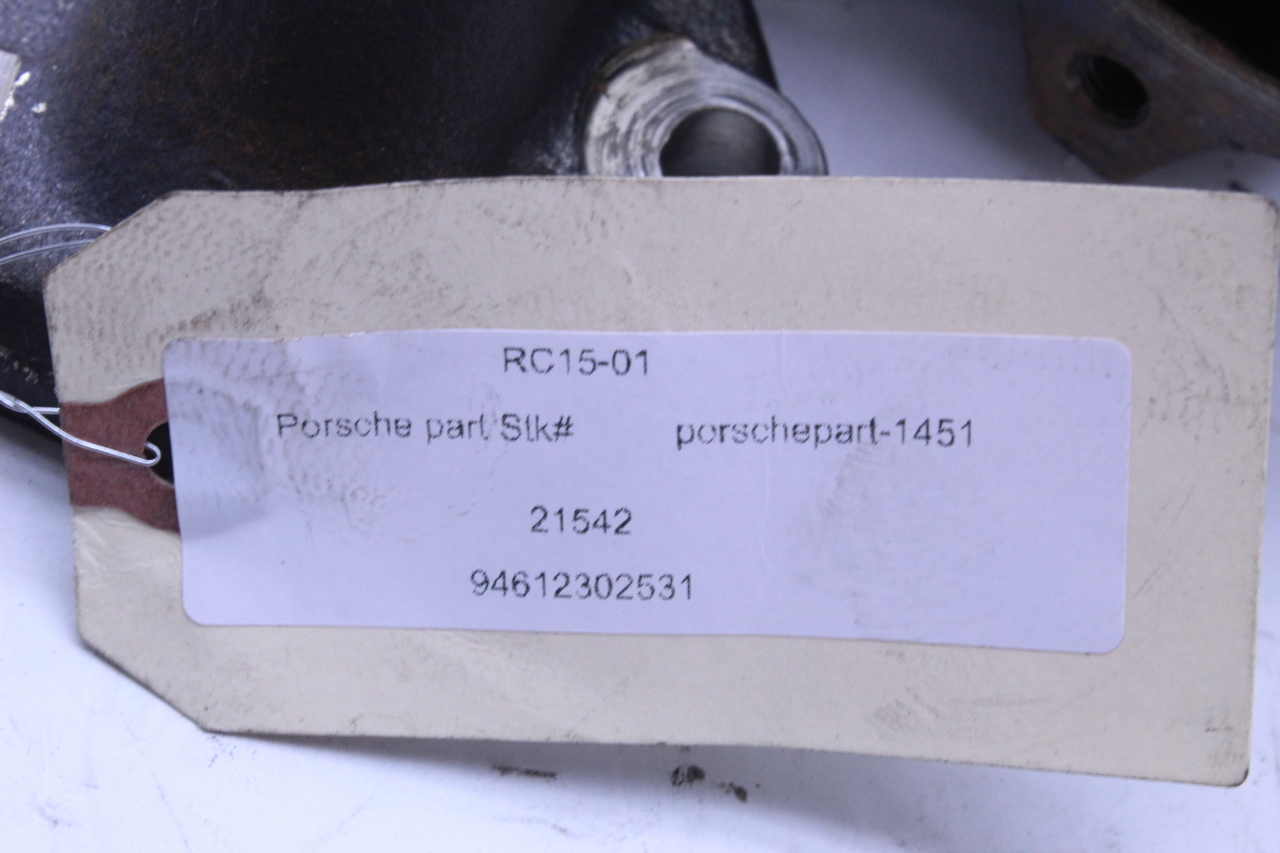 RC15-01
Porsche part Stk# porschepart-1451
21542
94612302531